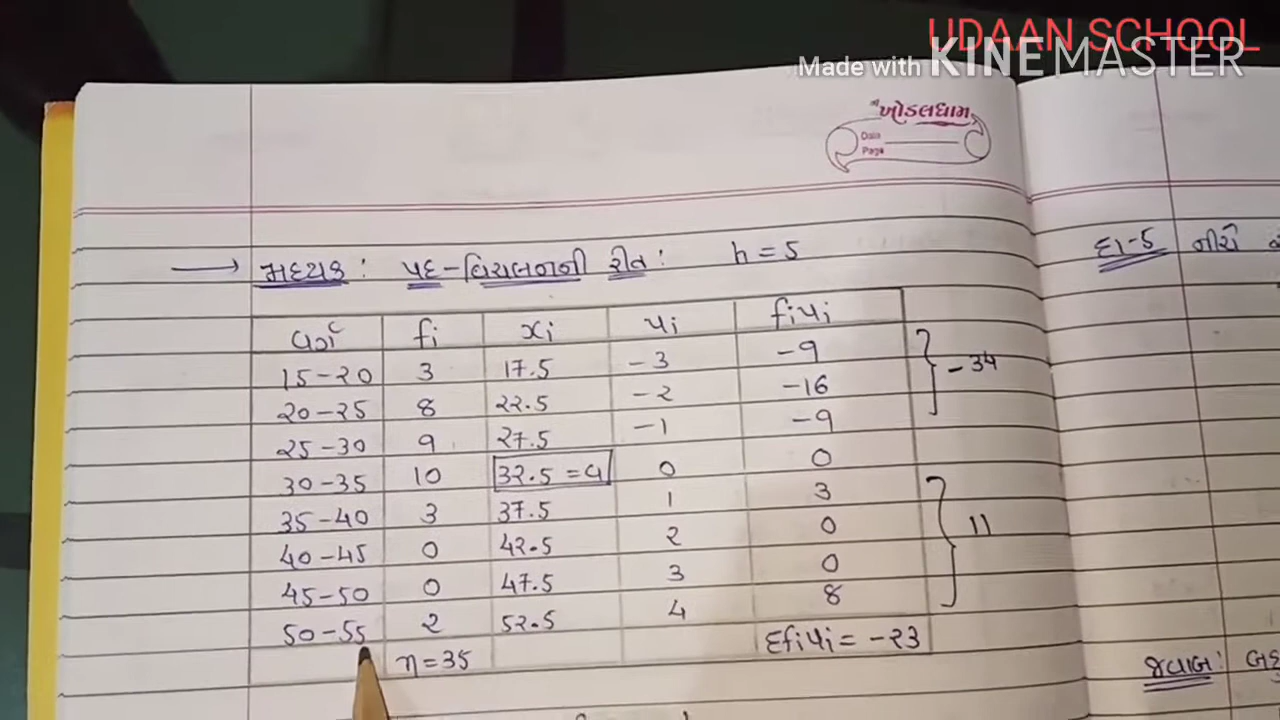 UDAAN SCHOOL
Made with KINEMASTER
ખોડલધામ
Date
Page
→ મધ્યક : પદ-વિચલનની રીત : h = 5
વર્ગ fi xi ui fiui
15-20 3 17.5 -3 -9
20-25 8 22.5 -2 -16 } -34
25-30 9 27.5 -1 -9
30-35 10 32.5 = a 0 0
35-40 3 37.5 1 3
40-45 0 42.5 2 0 } 11
45-50 0 47.5 3 0
50-55 2 52.5 4 8
n = 35 Σfiui = -23
દા-5 નીચે
જવાબ :